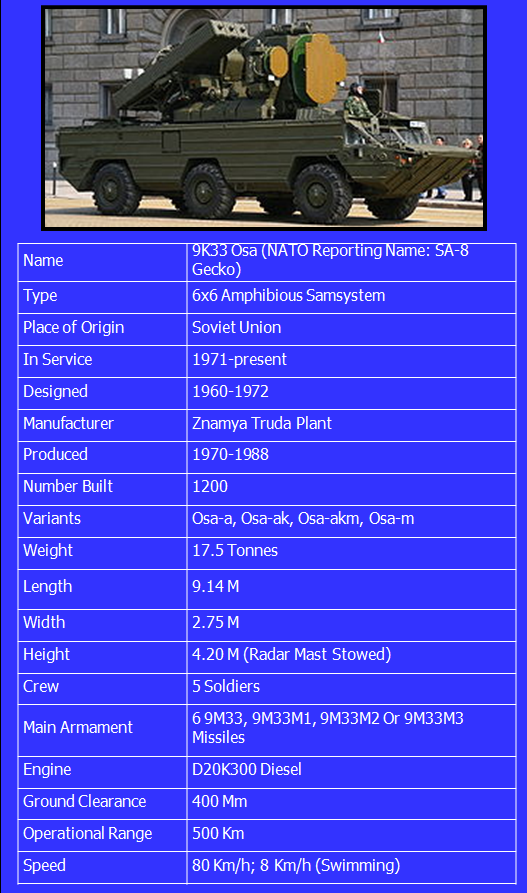 Name
9K33 Osa (NATO Reporting Name: SA-8
Gecko)
Type
6x6 Amphibious Samsystem
Place of Origin
Soviet Union
In Service
1971-present
Designed
1960-1972
Manufacturer
Znamya Truda Plant
Produced
1970-1988
Number Built
1200
Variants
Osa-a, Osa-ak, Osa-akm, Osa-m
Weight
17.5 Tonnes
Length
9.14 M
Width
2.75 M
Height
4.20 M (Radar Mast Stowed)
Crew
5 Soldiers
Main Armament
6 9M33, 9M33M1, 9M33M2 Or 9M33M3
Missiles
Engine
D20K300 Diesel
Ground Clearance
400 Mm
Operational Range
500 Km
Speed
80 Km/h; 8 Km/h (Swimming)